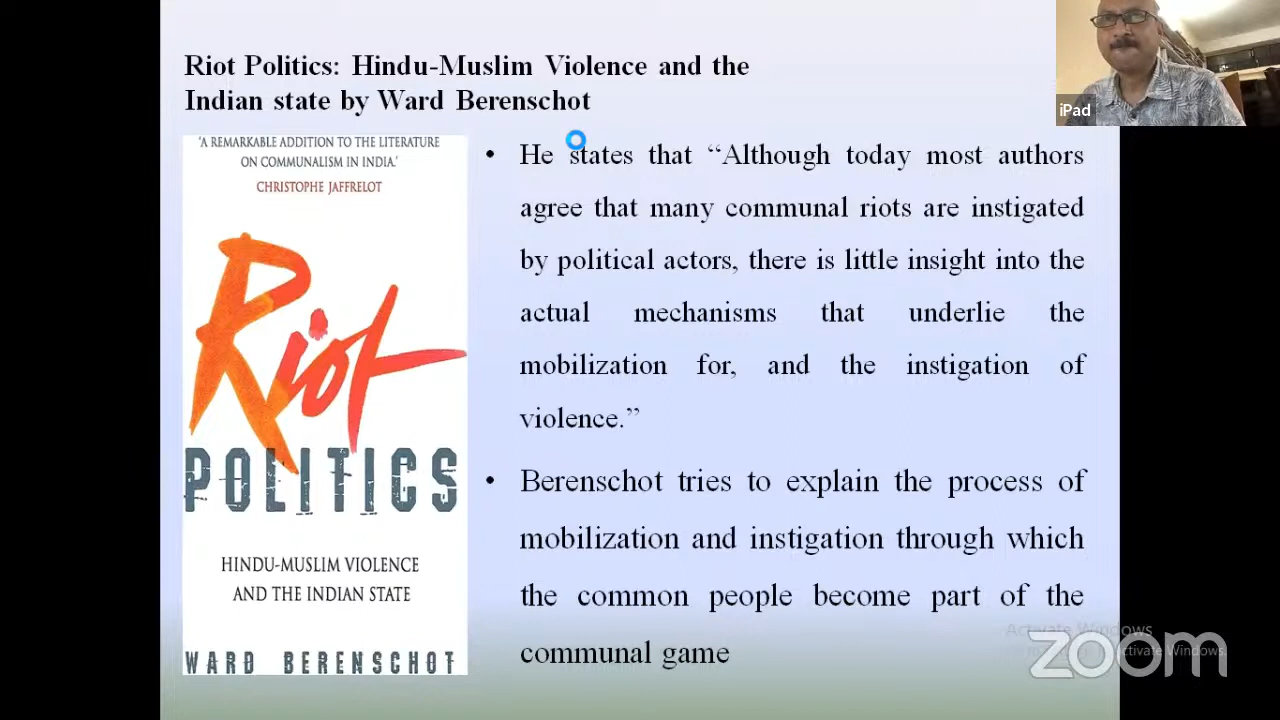 Riot Politics: Hindu-Muslim Violence and the
Indian state by Ward Berenschot
iPad
'A REMARKABLE ADDITION TO THE LITERATURE
ON COMMUNALISM IN INDIA.'
CHRISTOPHE JAFFRELOT
Riot
POLITICS
HINDU-MUSLIM VIOLENCE
AND THE INDIAN STATE
WARD BERENSCHOT
• He states that “Although today most authors
agree that many communal riots are instigated
by political actors, there is little insight into the
actual mechanisms that underlie the
mobilization for, and the instigation of
violence.”
• Berenschot tries to explain the process of
mobilization and instigation through which
the common people become part of the
communal game
Activate Windows
Activate Windows.
zoom